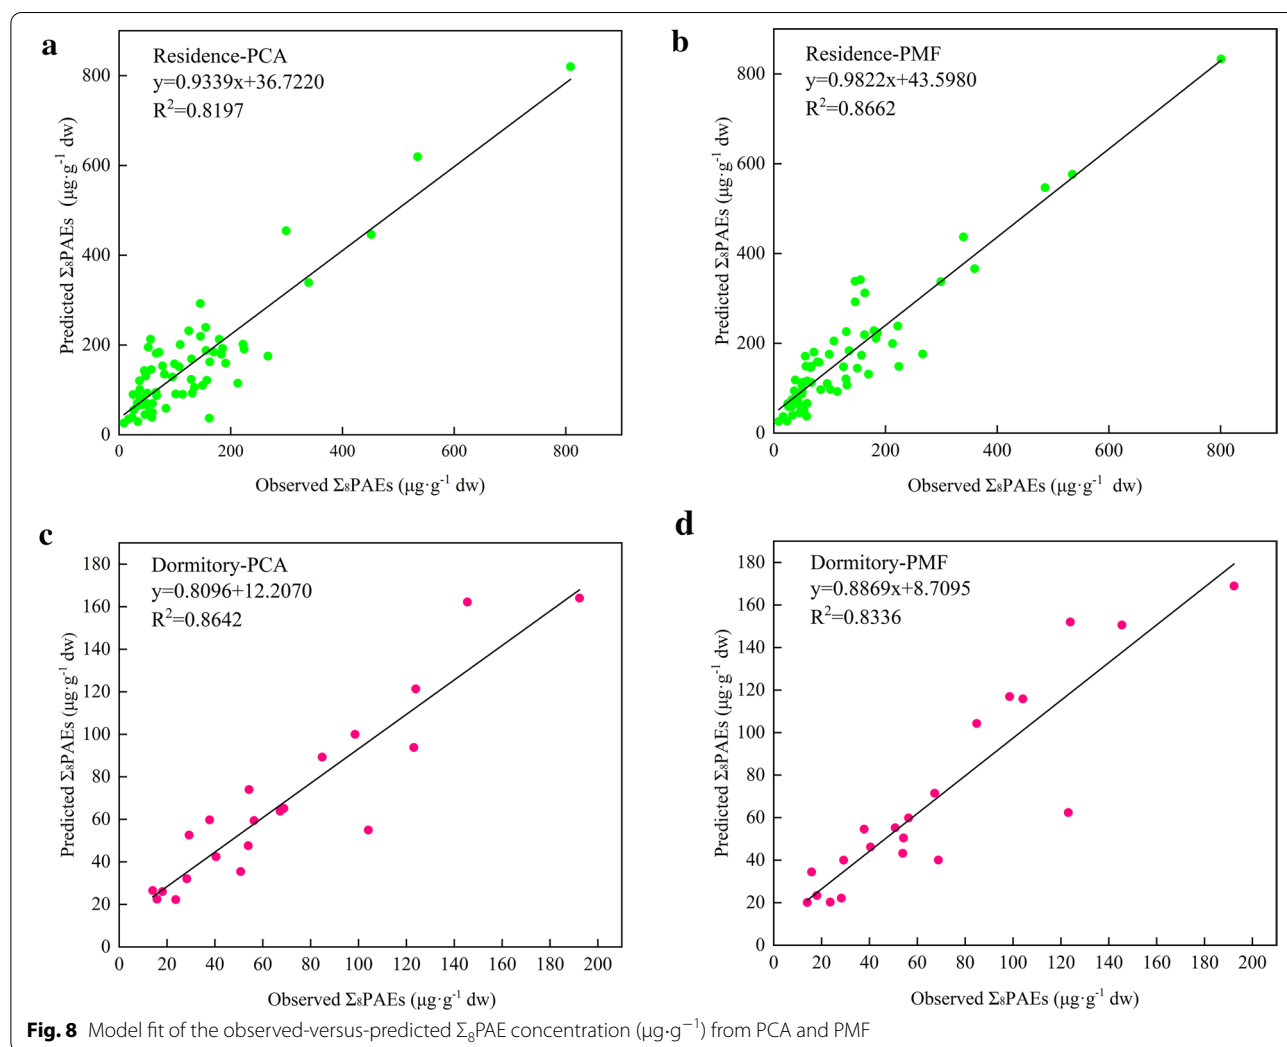 a
Residence-PCA
y=0.9339x+36.7220
R²=0.8197
Predicted Σ₈PAEs (µg·g⁻¹ dw)
800
600
400
200
0
0 200 400 600 800
Observed Σ₈PAEs (µg·g⁻¹ dw)
b
Residence-PMF
y=0.9822x+43.5980
R²=0.8662
Predicted Σ₈PAEs (µg·g⁻¹ dw)
800
600
400
200
0
0 200 400 600 800
Observed Σ₈PAEs (µg·g⁻¹ dw)
c
Dormitory-PCA
y=0.8096+12.2070
R²=0.8642
Predicted Σ₈PAEs (µg·g⁻¹ dw)
180
160
140
120
100
80
60
40
20
0
0 20 40 60 80 100 120 140 160 180 200
Observed Σ₈PAEs (µg·g⁻¹ dw)
d
Dormitory-PMF
y=0.8869x+8.7095
R²=0.8336
Predicted Σ₈PAEs (µg·g⁻¹ dw)
180
160
140
120
100
80
60
40
20
0
0 20 40 60 80 100 120 140 160 180 200
Observed Σ₈PAEs (µg·g⁻¹ dw)
Fig. 8 Model fit of the observed-versus-predicted Σ₈PAE concentration (µg·g⁻¹) from PCA and PMF